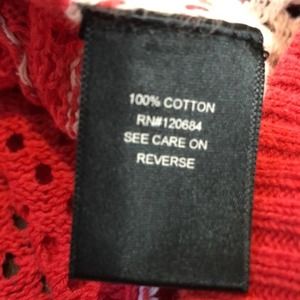 100% COTTON
RN#120684
SEE CARE ON
REVERSE